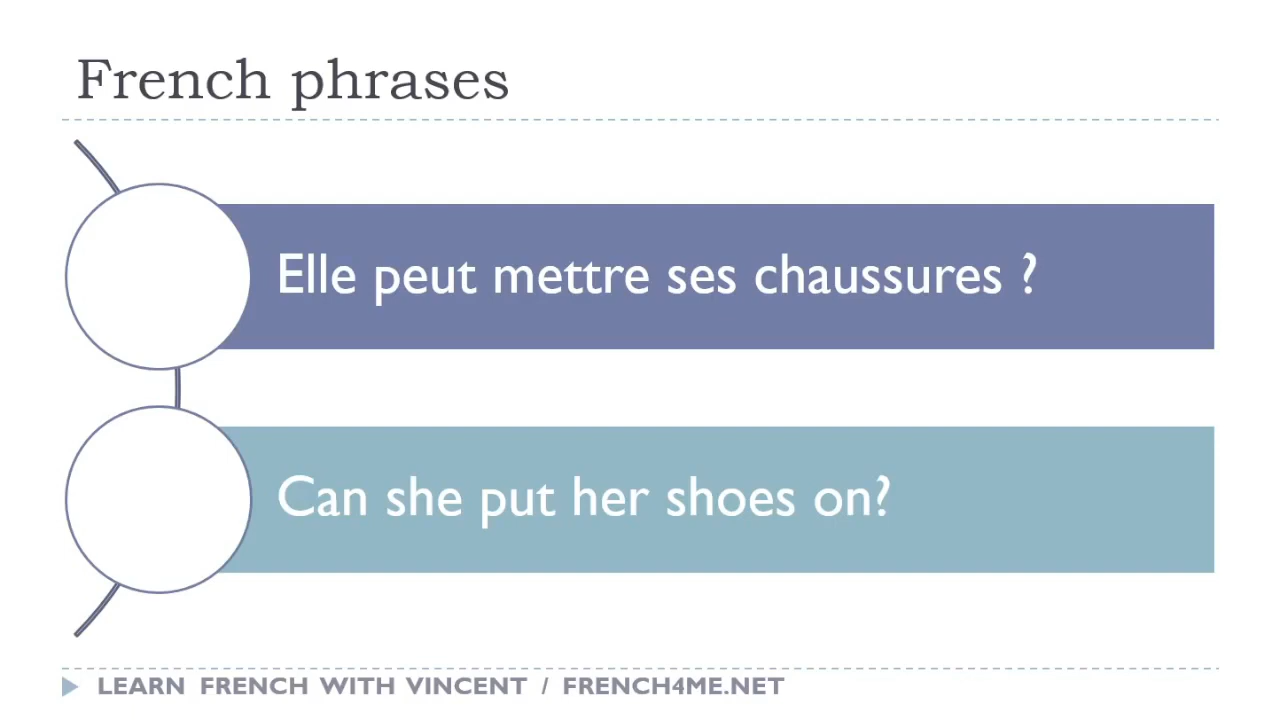 French phrases
Elle peut mettre ses chaussures ?
Can she put her shoes on?
LEARN FRENCH WITH VINCENT / FRENCH4ME.NET